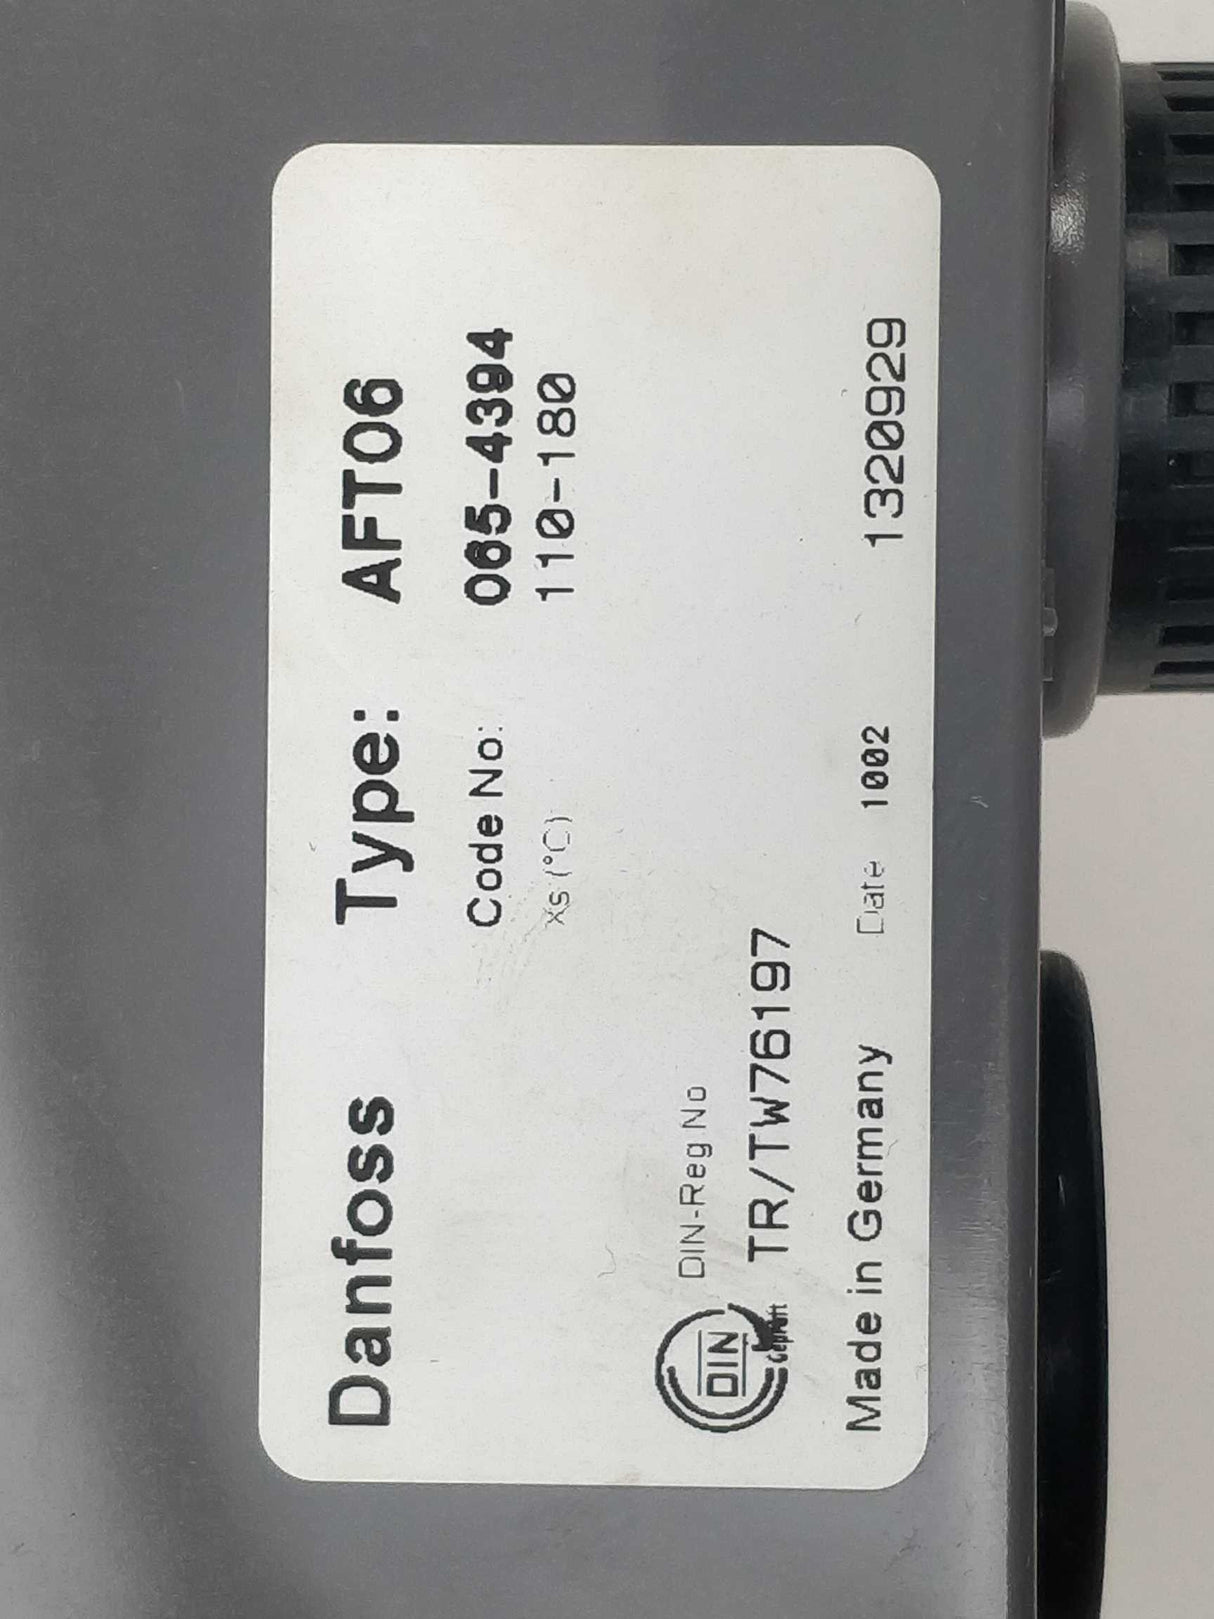 Danfoss Type: AFT06
Code No: 065-4394
Xs (°C) 110-180
DIN-Reg No
DIN Geprüft TR/TW76197
Made in Germany Date 1002 1320929